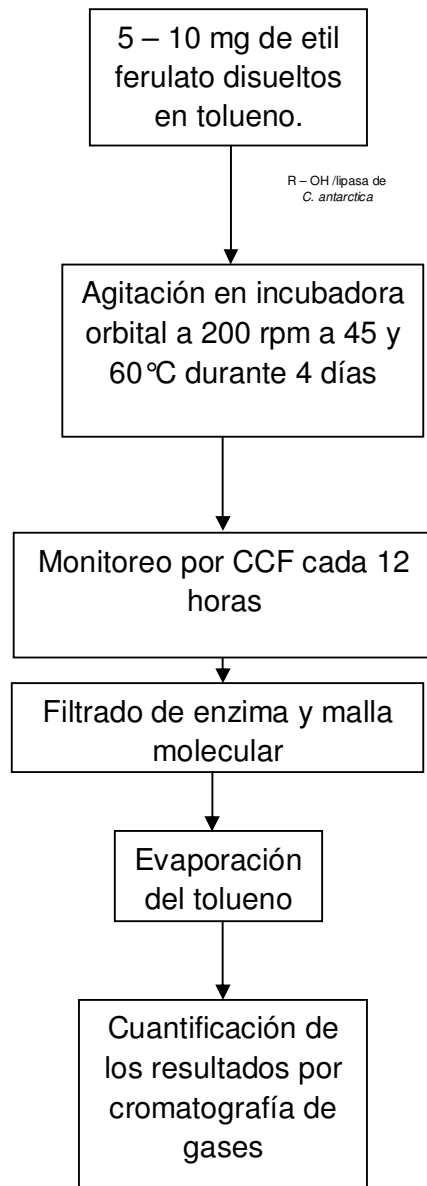 5 – 10 mg de etil
ferulato disueltos
en tolueno.
R – OH /lipasa de
C. antarctica
Agitación en incubadora
orbital a 200 rpm a 45 y
60°C durante 4 días
Monitoreo por CCF cada 12
horas
Filtrado de enzima y malla
molecular
Evaporación
del tolueno
Cuantificación de
los resultados por
cromatografía de
gases